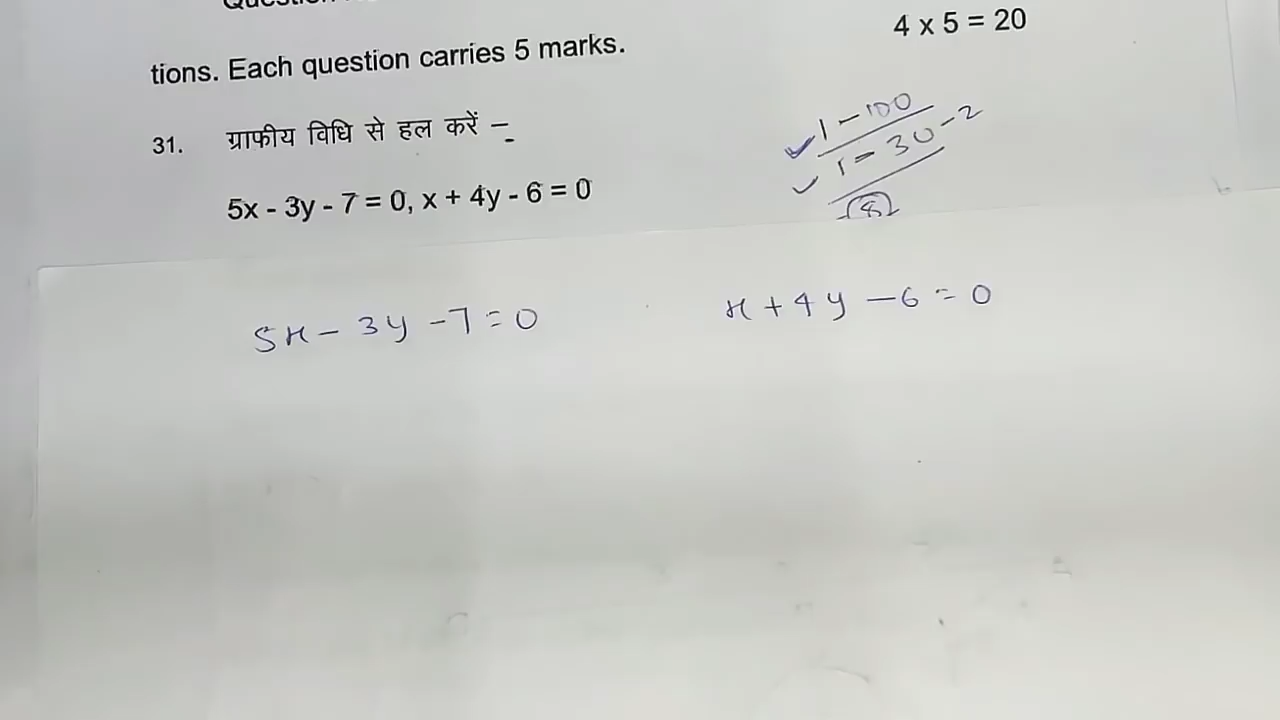 4 x 5 = 20
tions. Each question carries 5 marks.
31. ग्राफीय विधि से हल करें –
5x - 3y - 7 = 0, x + 4y - 6 = 0
1 - 100
1 - 30 - 2
8
5x - 3y - 7 = 0
x + 4y - 6 = 0